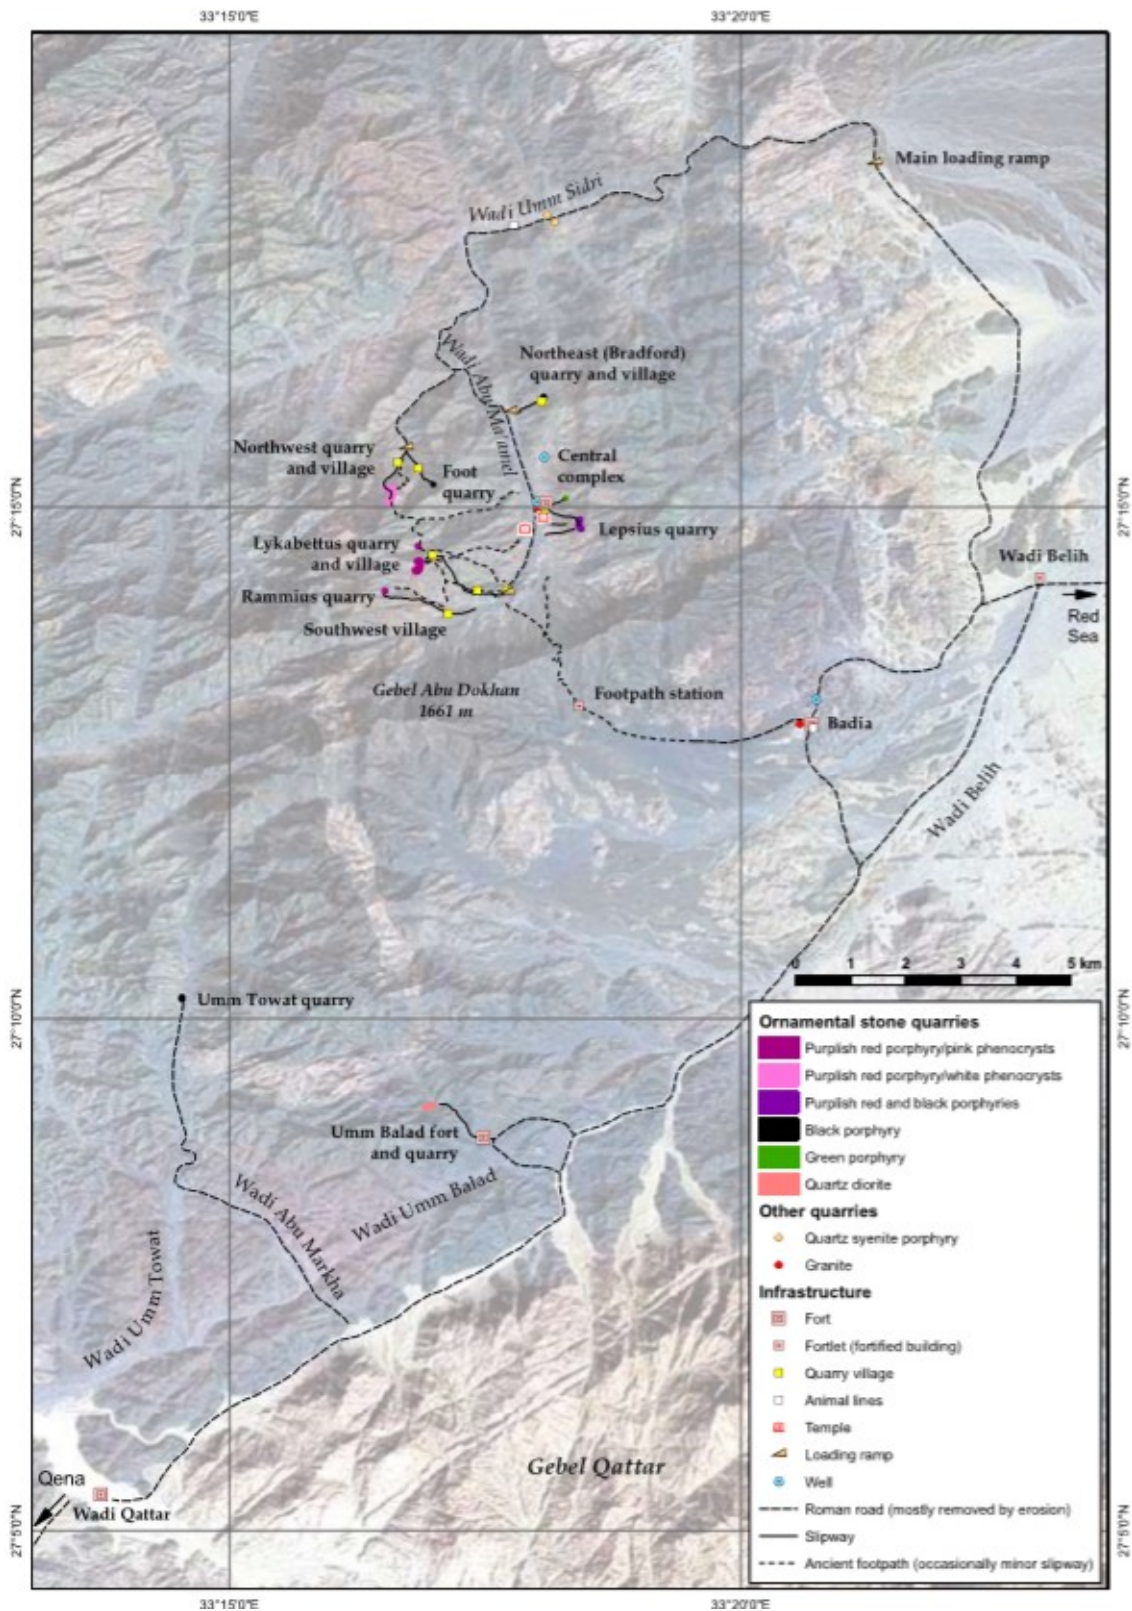 33°15'0"E
33°20'0"E
Main loading ramp
Wadi Umm Sidri
Wadi Abu Ma'amel
Northeast (Bradford)
quarry and village
Northwest quarry
and village
Foot
quarry
Central
complex
27°15'0"N
27°15'0"N
Lepsius quarry
Lykabettus quarry
and village
Wadi Belih
Rammius quarry
Red
Sea
Southwest village
Gebel Abu Dokhan
1661 m
Footpath station
Badia
Wadi Belih
0 1 2 3 4 5 km
Umm Towat quarry
27°10'0"N
27°10'0"N
Umm Balad fort
and quarry
Wadi Umm Balad
Wadi Abu Markha
Wadi Umm Towat
Gebel Qattar
Qena
Wadi Qattar
27°5'0"N
27°5'0"N
Ornamental stone quarries
Purplish red porphyry/pink phenocrysts
Purplish red porphyry/white phenocrysts
Purplish red and black porphyries
Black porphyry
Green porphyry
Quartz diorite
Other quarries
Quartz syenite porphyry
Granite
Infrastructure
Fort
Fortlet (fortified building)
Quarry village
Animal lines
Temple
Loading ramp
Well
Roman road (mostly removed by erosion)
Slipway
Ancient footpath (occasionally minor slipway)
33°15'0"E
33°20'0"E